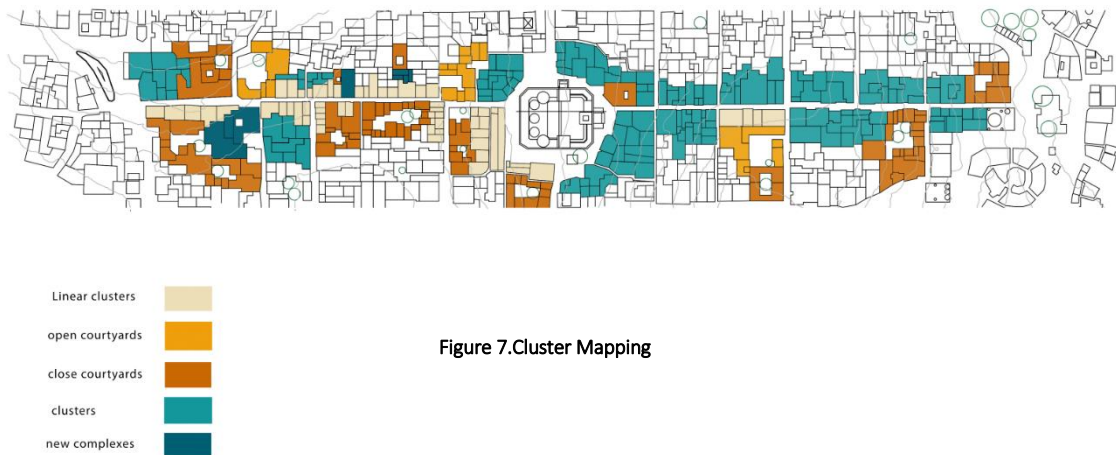 Linear clusters
open courtyards
close courtyards
clusters
new complexes
Figure 7.Cluster Mapping